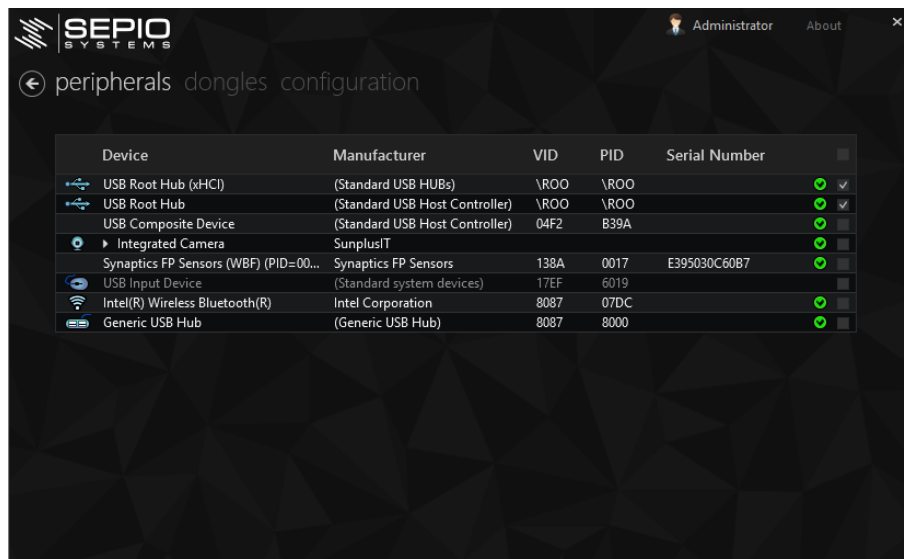 SEPIO
SYSTEMS
Administrator About
peripherals dongles configuration
Device Manufacturer VID PID Serial Number
USB Root Hub (xHCI) (Standard USB HUBs) \ROO \ROO
USB Root Hub (Standard USB Host Controller) \ROO \ROO
USB Composite Device (Standard USB Host Controller) 04F2 B39A
Integrated Camera SunplusIT
Synaptics FP Sensors (WBF) (PID=00... Synaptics FP Sensors 138A 0017 E395030C60B7
USB Input Device (Standard system devices) 17EF 6019
Intel(R) Wireless Bluetooth(R) Intel Corporation 8087 07DC
Generic USB Hub (Generic USB Hub) 8087 8000